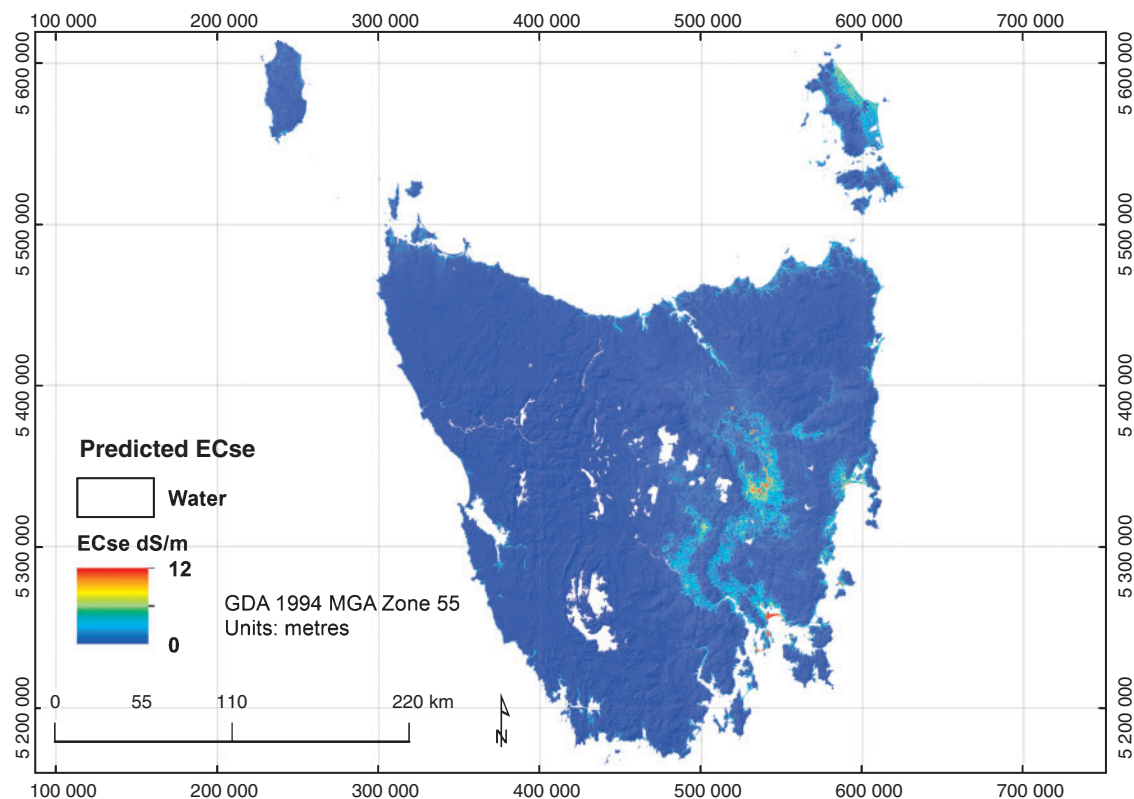 100 000 200 000 300 000 400 000 500 000 600 000 700 000
5 600 000 5 600 000
5 500 000 5 500 000
5 400 000 5 400 000
Predicted ECse
Water
ECse dS/m
12
0
5 300 000 5 300 000
GDA 1994 MGA Zone 55
Units: metres
0 55 110 220 km
N
5 200 000 5 200 000
100 000 200 000 300 000 400 000 500 000 600 000 700 000